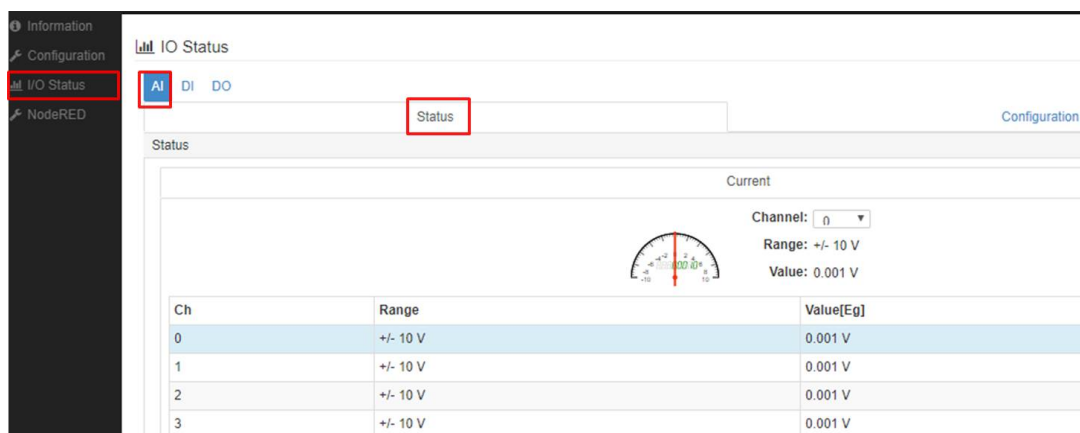 Information
Configuration
I/O Status
NodeRED
IO Status
AI DI DO
Status Configuration
Status
Current
Channel: 0
Range: +/- 10 V
Value: 0.001 V
Ch Range Value[Eg]
0 +/- 10 V 0.001 V
1 +/- 10 V 0.001 V
2 +/- 10 V 0.001 V
3 +/- 10 V 0.001 V